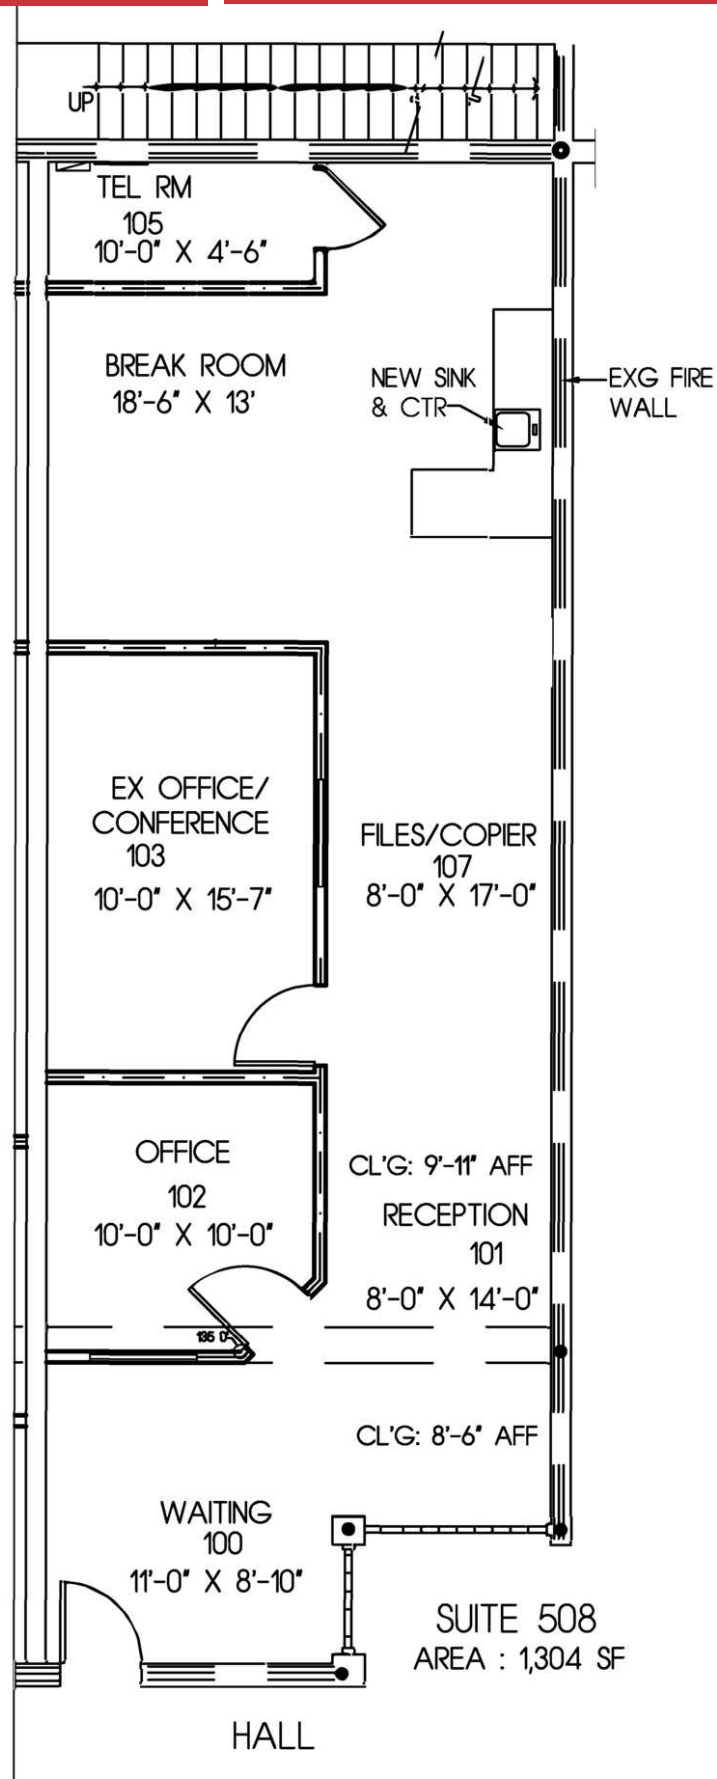 UP
TEL RM
105
10'-0" X 4'-6"
BREAK ROOM
18'-6" X 13'
NEW SINK
& CTR
EXG FIRE
WALL
EX OFFICE/
CONFERENCE
103
10'-0" X 15'-7"
FILES/COPIER
107
8'-0" X 17'-0"
OFFICE
102
10'-0" X 10'-0"
CL'G: 9'-11" AFF
RECEPTION
101
8'-0" X 14'-0"
CL'G: 8'-6" AFF
WAITING
100
11'-0" X 8'-10"
SUITE 508
AREA : 1,304 SF
HALL